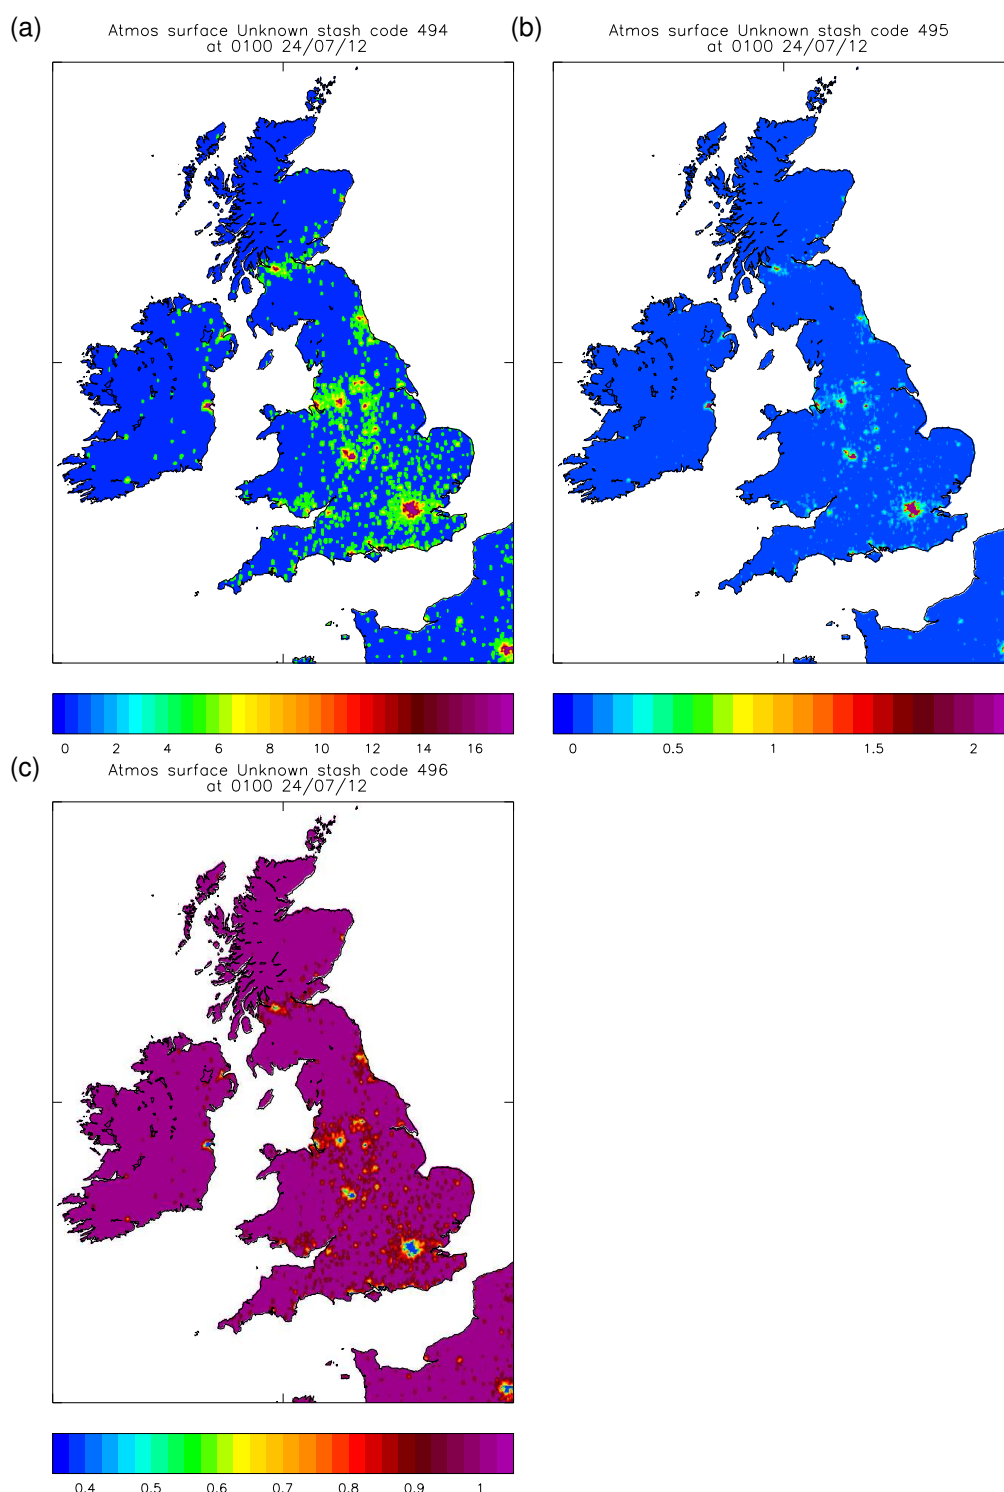 (a)
Atmos surface Unknown stash code 494
at 0100 24/07/12
(b)
Atmos surface Unknown stash code 495
at 0100 24/07/12
0 2 4 6 8 10 12 14 16
0 0.5 1 1.5 2
(c)
Atmos surface Unknown stash code 496
at 0100 24/07/12
0.4 0.5 0.6 0.7 0.8 0.9 1